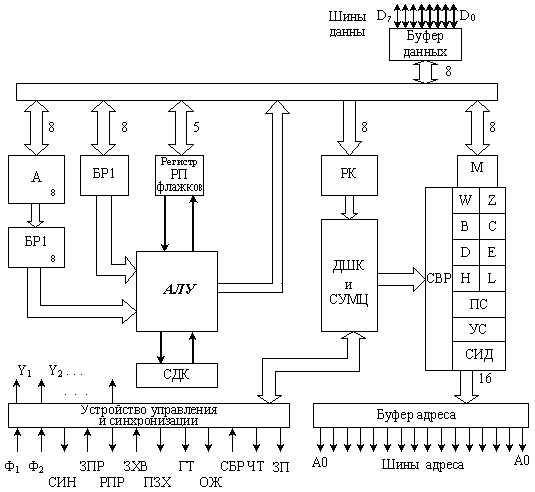 Шины D7 D0
данны
Буфер
данных
8
8 8 5 8 8
А
8
БР1
Регистр
РП
флажков
РК
М
БР1
8
АЛУ
ДШК
и
СУМЦ
СВР
W Z
B C
D E
H L
ПС
УС
СИД
СДК
16
Y1 Y2 . . .
. . . .
Устройство управления
и синхронизации
Буфер адреса
Ф1 Ф2 ЗПР ЗХВ ГТ СБР ЧТ ЗП
СИН РПР ПЗХ ОЖ
А0 А0
Шины адреса